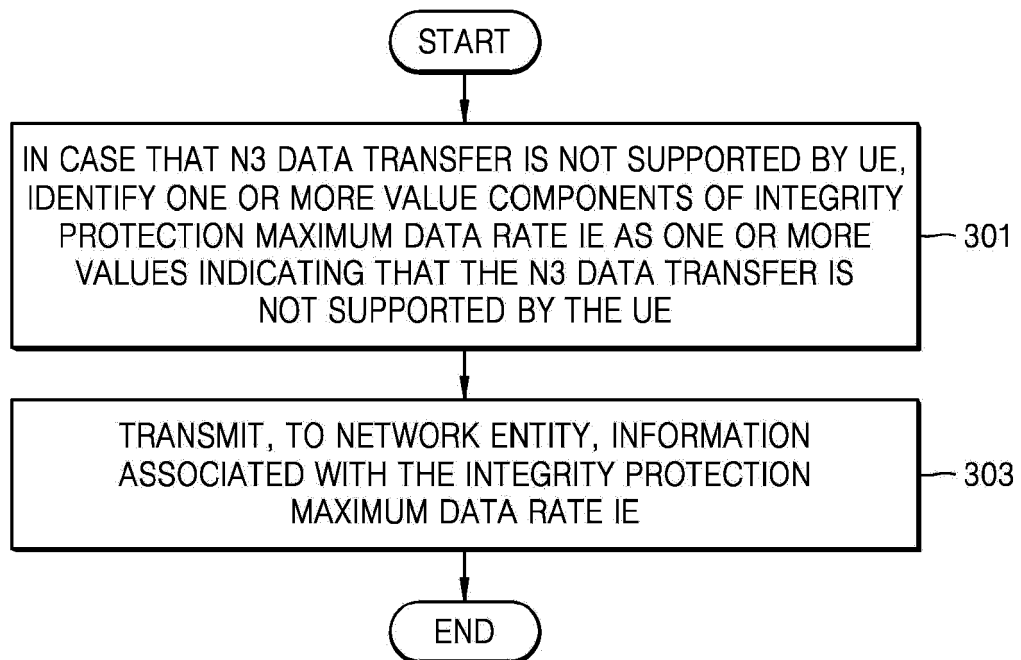 START
IN CASE THAT N3 DATA TRANSFER IS NOT SUPPORTED BY UE,
IDENTIFY ONE OR MORE VALUE COMPONENTS OF INTEGRITY
PROTECTION MAXIMUM DATA RATE IE AS ONE OR MORE
VALUES INDICATING THAT THE N3 DATA TRANSFER IS
NOT SUPPORTED BY THE UE
301
TRANSMIT, TO NETWORK ENTITY, INFORMATION
ASSOCIATED WITH THE INTEGRITY PROTECTION
MAXIMUM DATA RATE IE
303
END